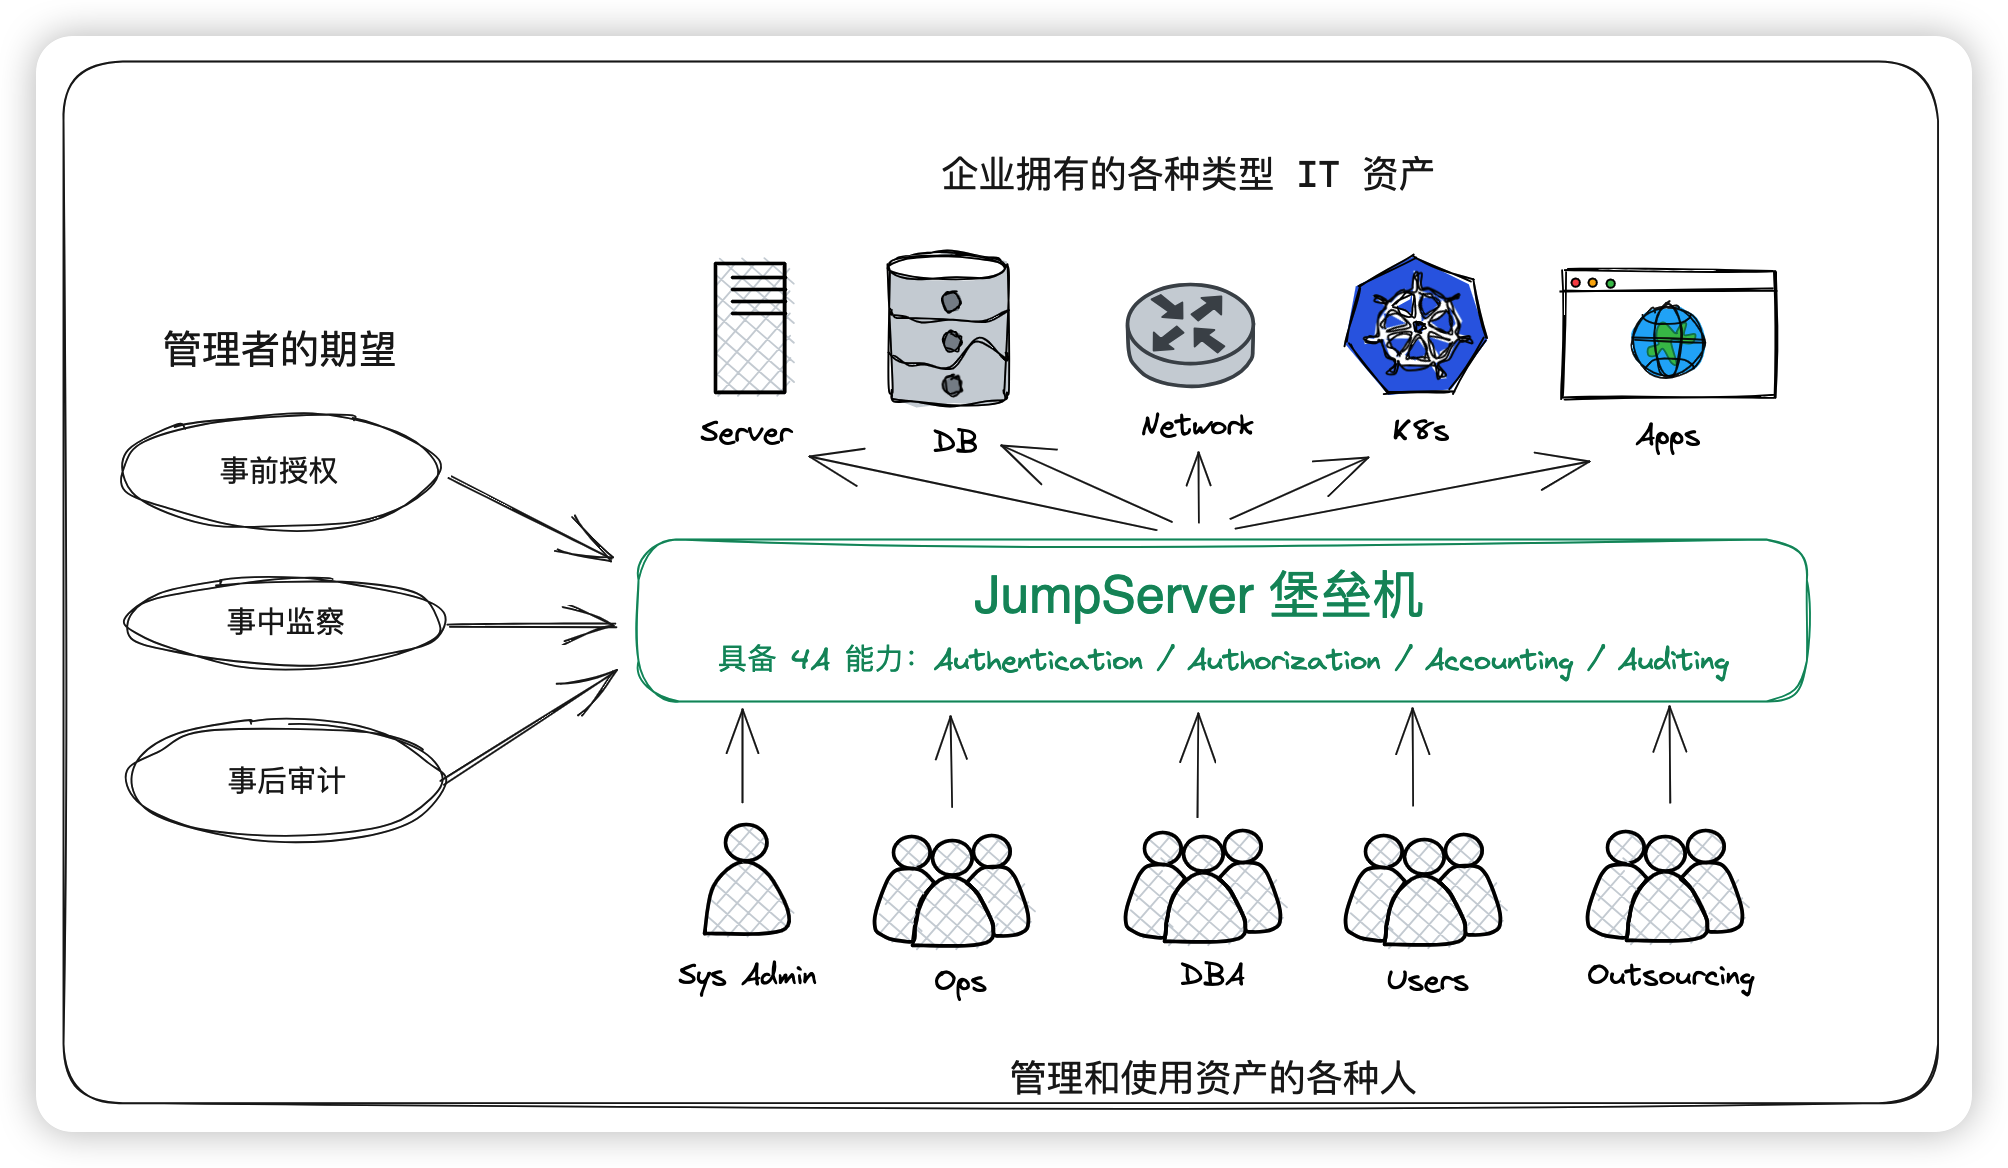 企业拥有的各种类型 IT 资产
Server
DB
Network
K8s
Apps
管理者的期望
事前授权
事中监察
事后审计
JumpServer 堡垒机
具备 4A 能力：Authentication / Authorization / Accounting / Auditing
Sys Admin
Ops
DBA
Users
Outsourcing
管理和使用资产的各种人